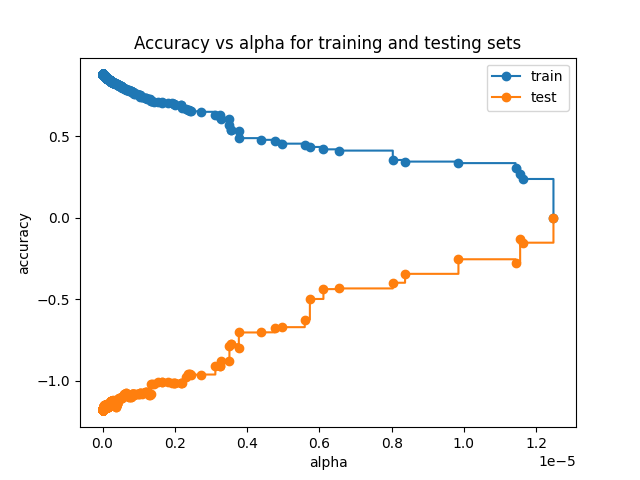 Accuracy vs alpha for training and testing sets
train
test
accuracy
0.5
0.0
−0.5
−1.0
0.0 0.2 0.4 0.6 0.8 1.0 1.2
1e−5
alpha